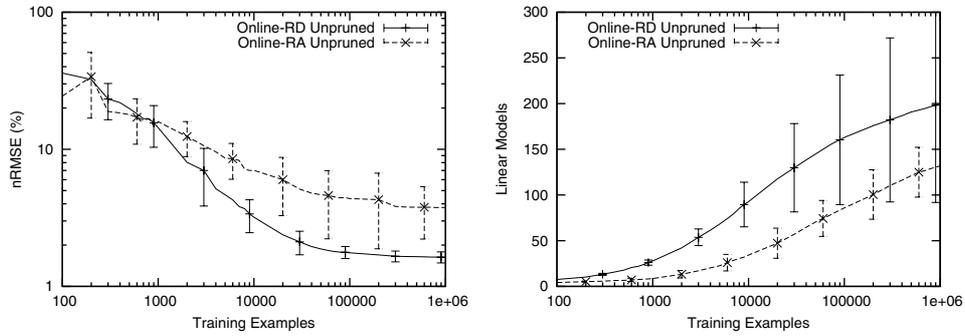 100
10
1
nRMSE (%)
Online-RD Unpruned
Online-RA Unpruned
100 1000 10000 100000 1e+06
Training Examples
300
250
200
150
100
50
0
Linear Models
Online-RD Unpruned
Online-RA Unpruned
100 1000 10000 100000 1e+06
Training Examples